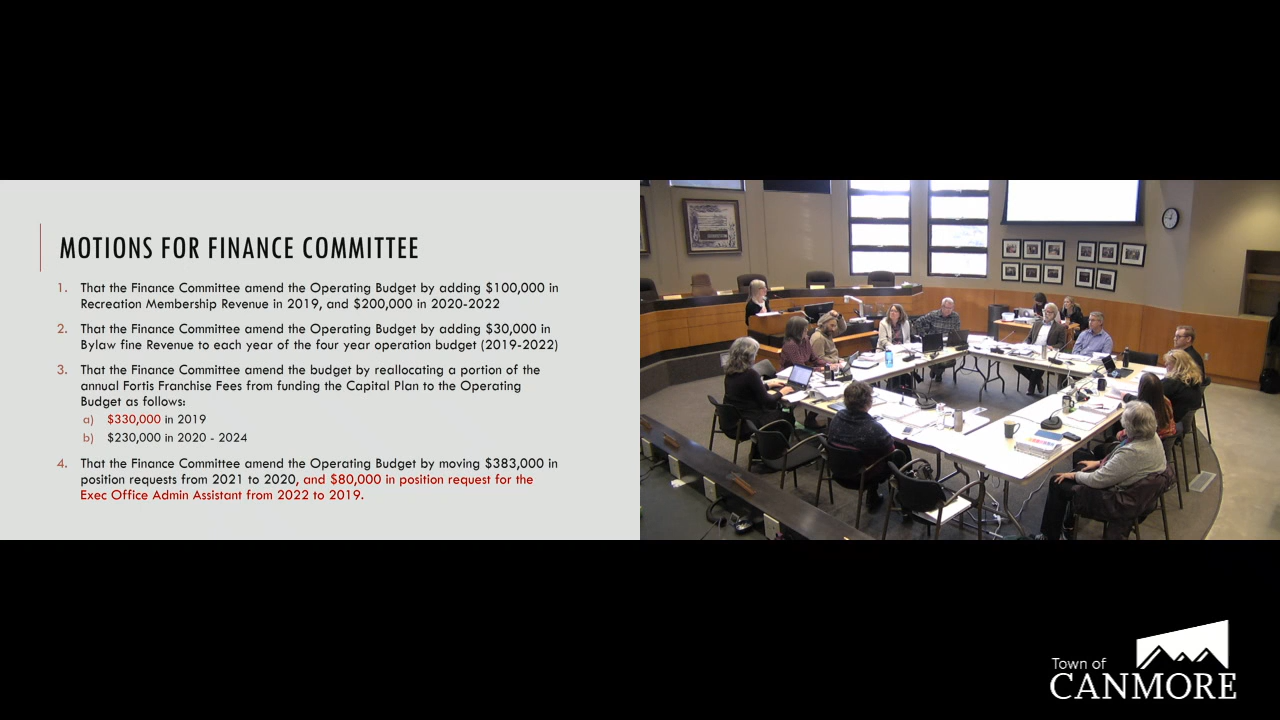 MOTIONS FOR FINANCE COMMITTEE
1. That the Finance Committee amend the Operating Budget by adding $100,000 in
Recreation Membership Revenue in 2019, and $200,000 in 2020-2022
2. That the Finance Committee amend the Operating Budget by adding $30,000 in
Bylaw fine Revenue to each year of the four year operation budget (2019-2022)
3. That the Finance Committee amend the budget by reallocating a portion of the
annual Fortis Franchise Fees from funding the Capital Plan to the Operating
Budget as follows:
a) $330,000 in 2019
b) $230,000 in 2020 - 2024
4. That the Finance Committee amend the Operating Budget by moving $383,000 in
position requests from 2021 to 2020, and $80,000 in position request for the
Exec Office Admin Assistant from 2022 to 2019.
Town of
CANMORE